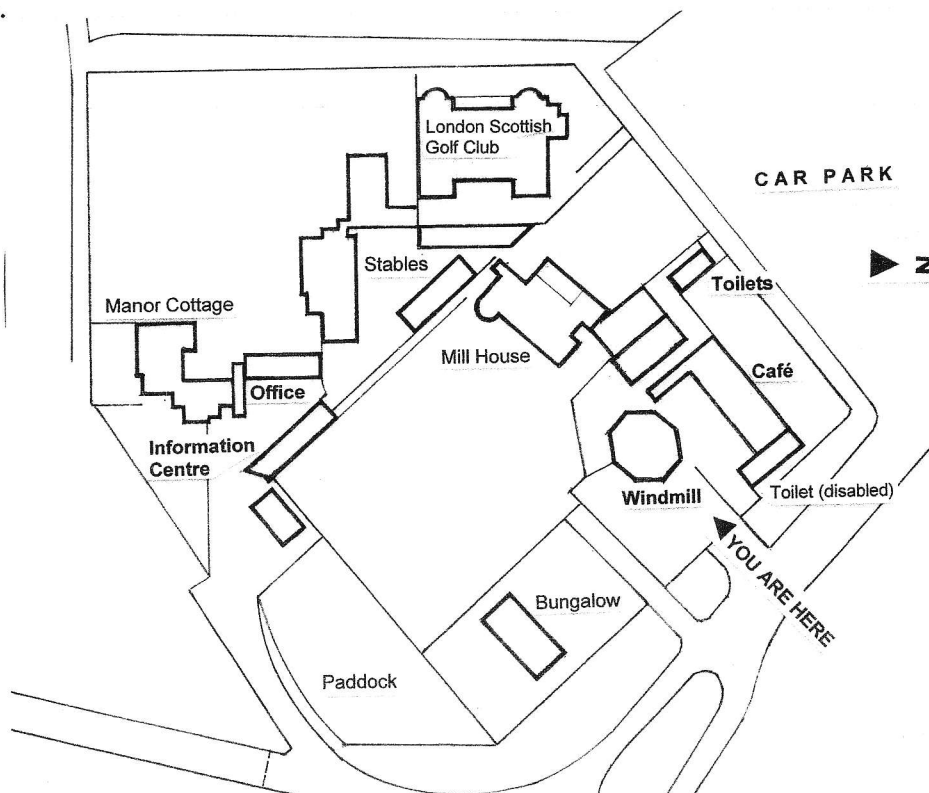 London Scottish
Golf Club
CAR PARK
N
Stables
Toilets
Manor Cottage
Mill House
Café
Office
Information
Centre
Windmill
Toilet (disabled)
YOU ARE HERE
Bungalow
Paddock